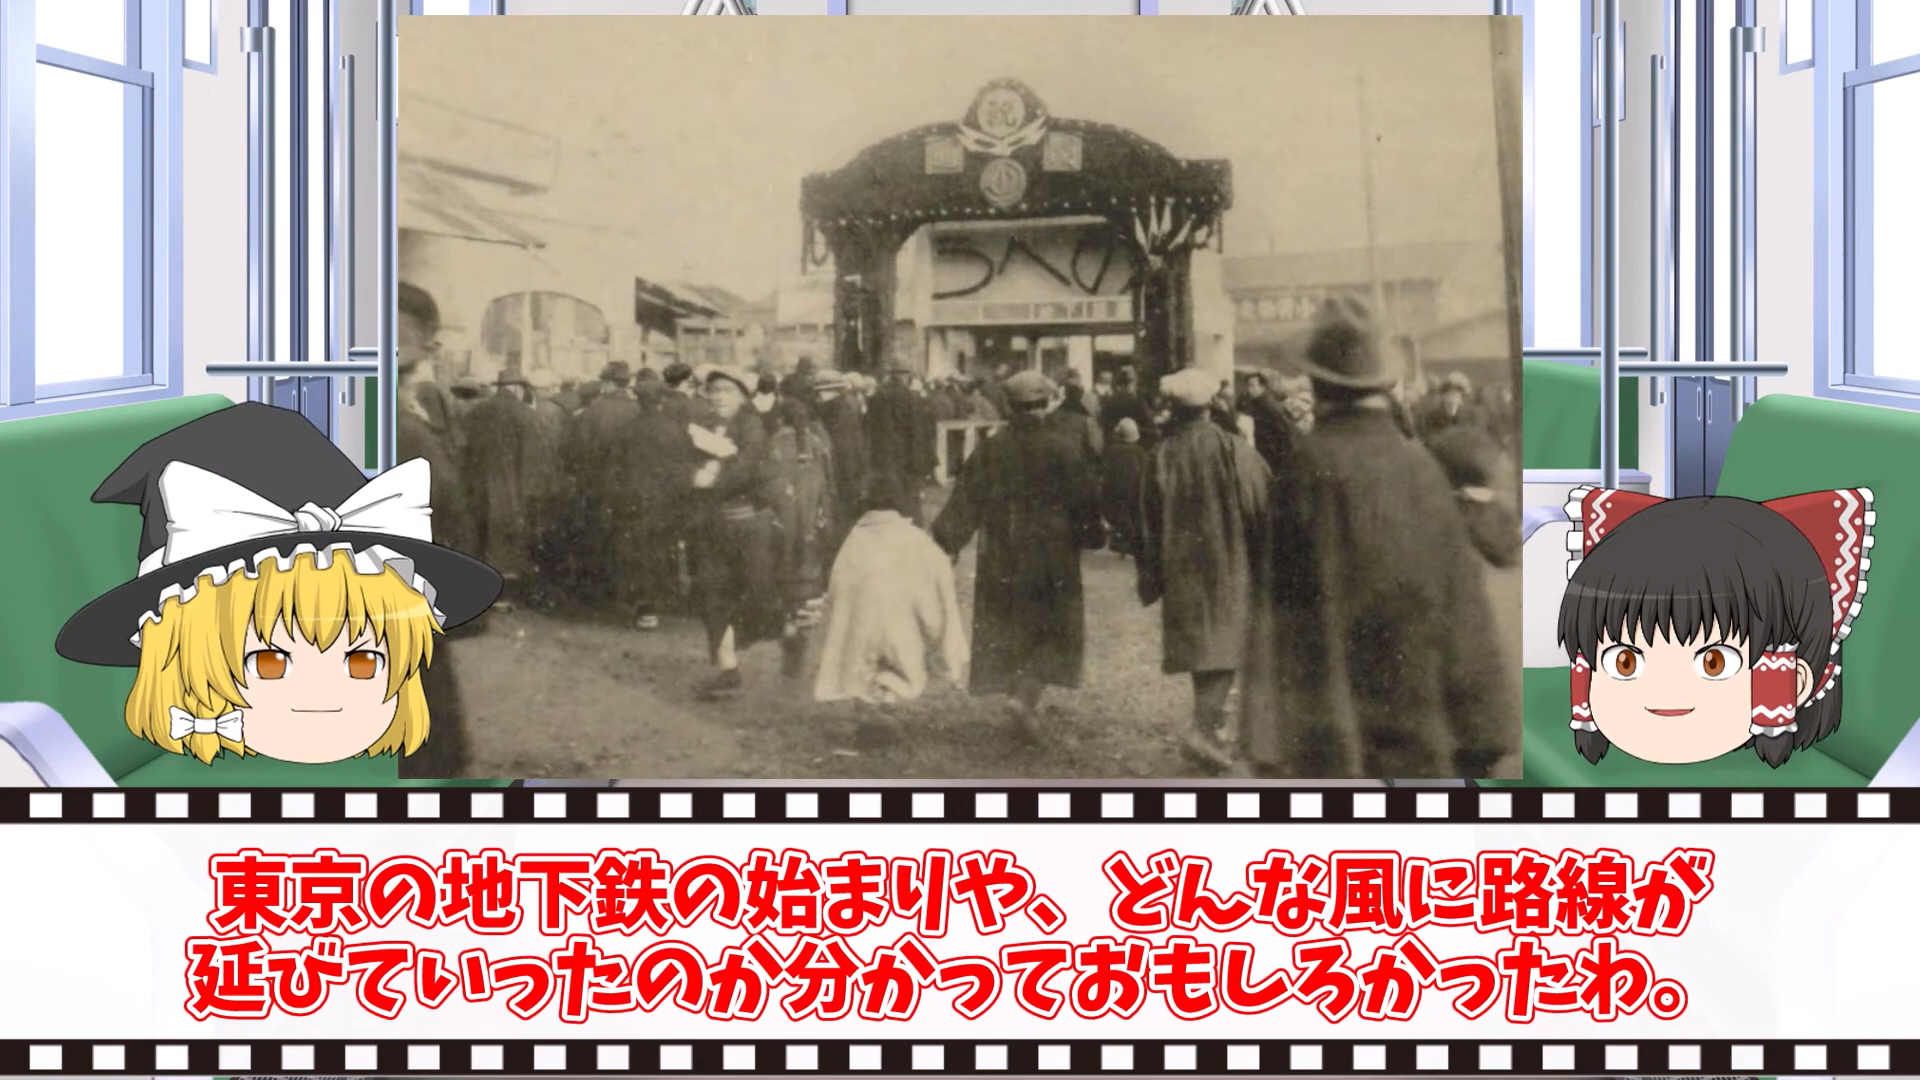 祝
東京の地下鉄の始まりや、どんな風に路線が
延びていったのか分かっておもしろかったわ。